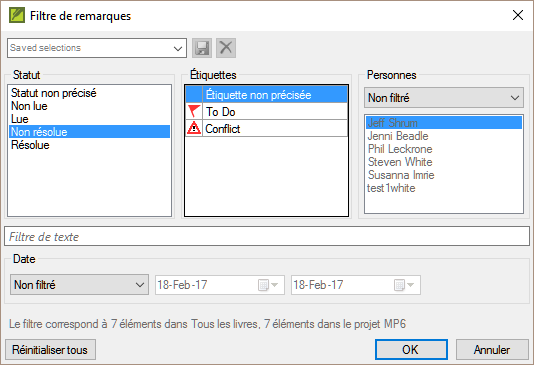 Filtre de remarques
Saved selections
Statut
Statut non précisé
Non lue
Lue
Non résolue
Résolue
Étiquettes
Étiquette non précisée
To Do
Conflict
Personnes
Non filtré
Jeff Shrum
Jenni Beadle
Phil Leckrone
Steven White
Susanna Imrie
test1white
Filtre de texte
Date
Non filtré
18-Feb-17
18-Feb-17
Le filtre correspond à 7 éléments dans Tous les livres, 7 éléments dans le projet MP6
Réinitialiser tous
OK
Annuler